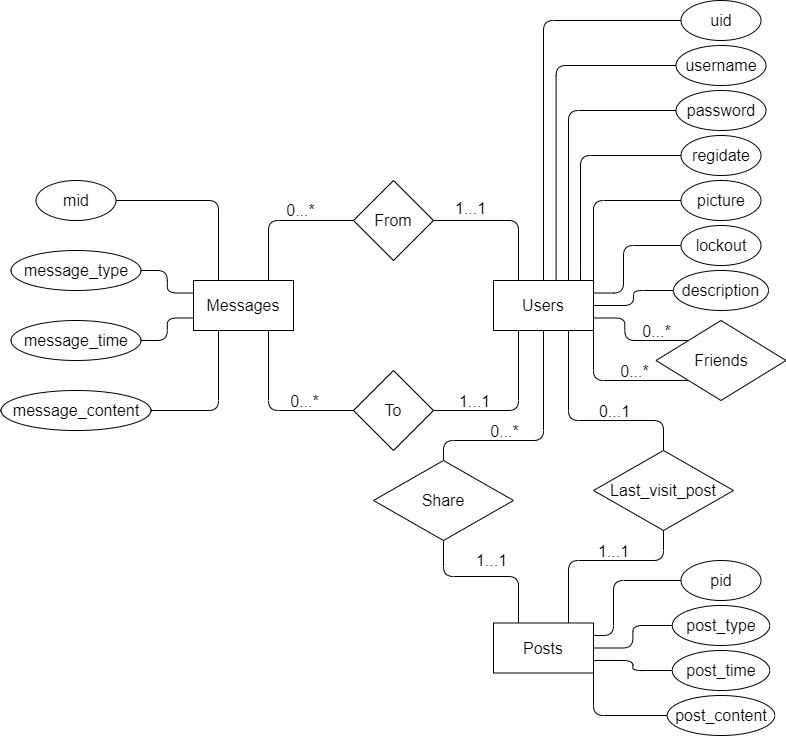 uid
username
password
regidate
picture
lockout
description
mid
message_type
message_time
message_content
Messages
0...*
From
1...1
Users
0...*
To
1...1
0...*
0...*
Friends
0...*
Share
1...1
0...1
Last_visit_post
1...1
Posts
pid
post_type
post_time
post_content